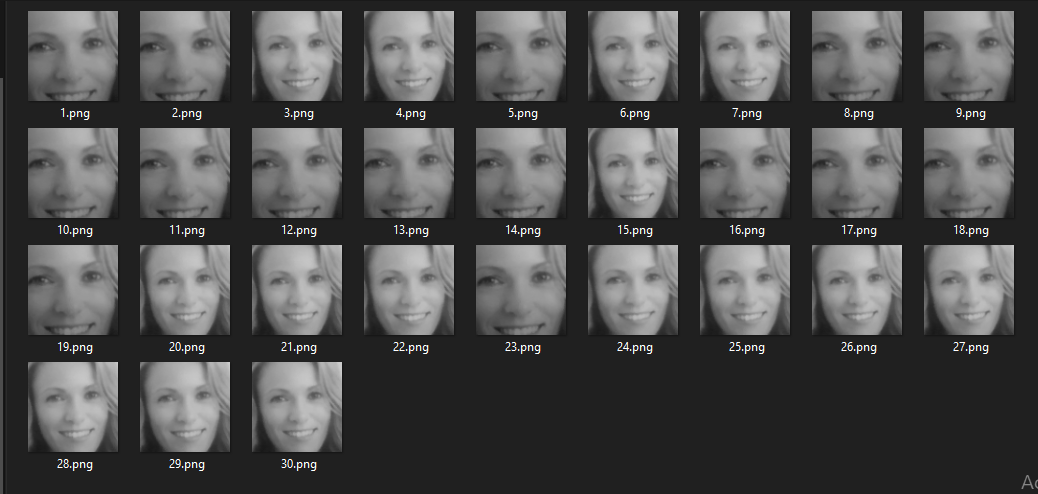 1.png 2.png 3.png 4.png 5.png 6.png 7.png 8.png 9.png
10.png 11.png 12.png 13.png 14.png 15.png 16.png 17.png 18.png
19.png 20.png 21.png 22.png 23.png 24.png 25.png 26.png 27.png
28.png 29.png 30.png